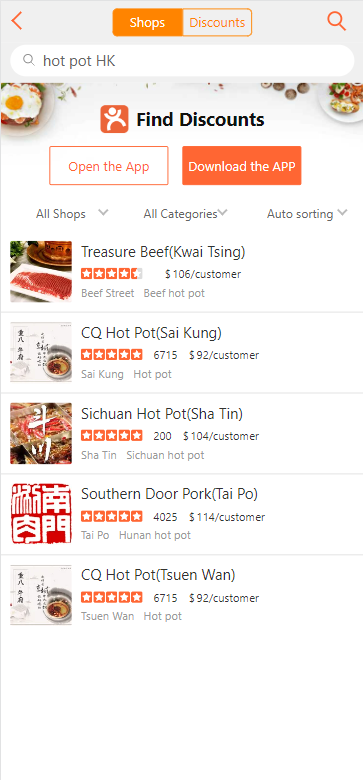 Shops
Discounts
hot pot HK
Find Discounts
Open the App
Download the APP
All Shops
All Categories
Auto sorting
Treasure Beef(Kwai Tsing)
$106/customer
Beef Street Beef hot pot
CQ Hot Pot(Sai Kung)
6715 $92/customer
Sai Kung Hot pot
斗川
Sichuan Hot Pot(Sha Tin)
200 $104/customer
Sha Tin Sichuan hot pot
南門
Southern Door Pork(Tai Po)
4025 $114/customer
Tai Po Hunan hot pot
CQ Hot Pot(Tsuen Wan)
6715 $92/customer
Tsuen Wan Hot pot